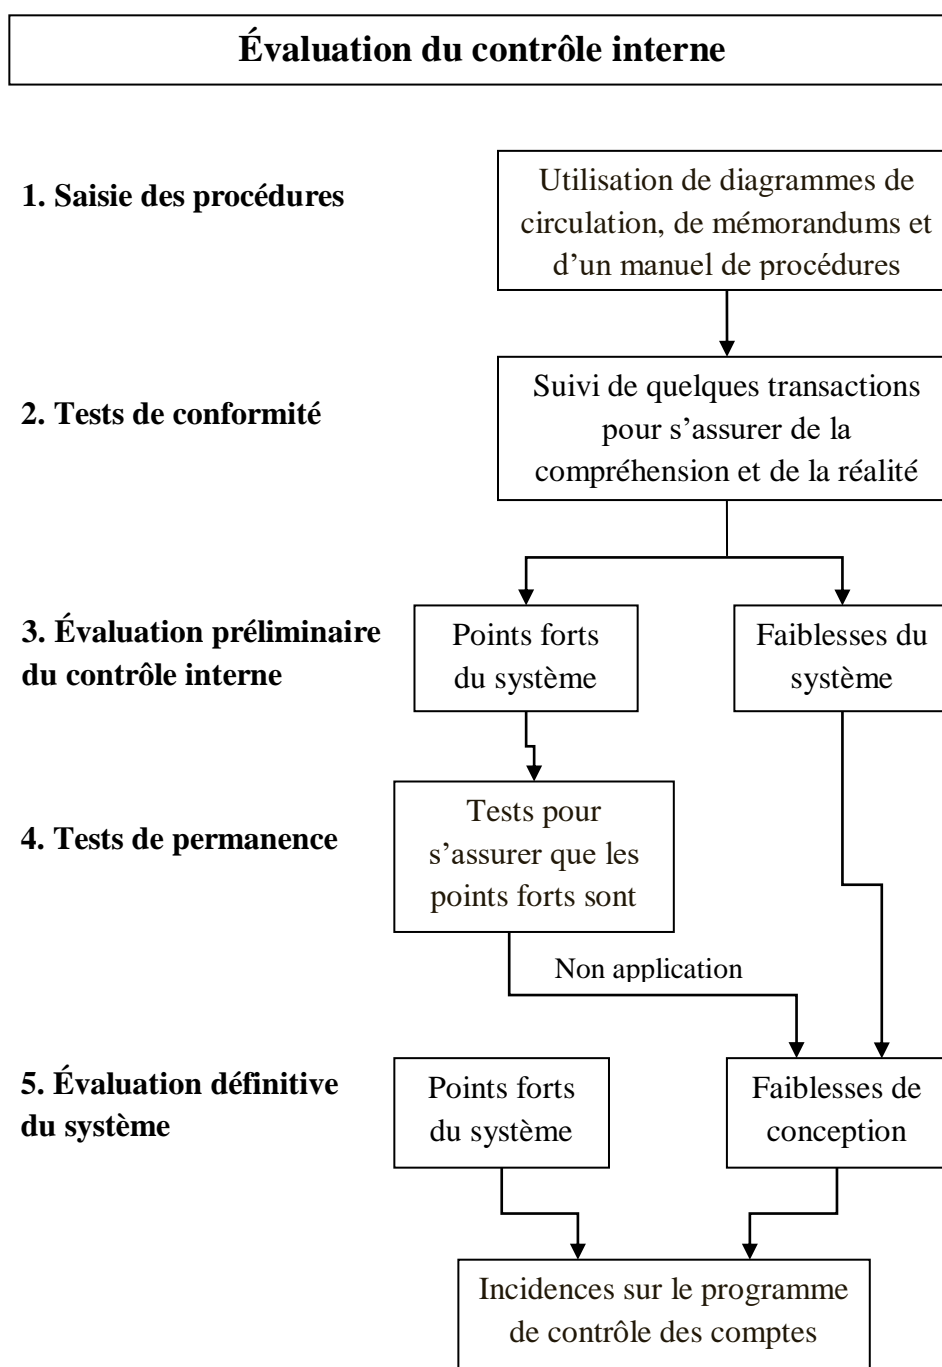 Évaluation du contrôle interne
1. Saisie des procédures
Utilisation de diagrammes de
circulation, de mémorandums et
d’un manuel de procédures
2. Tests de conformité
Suivi de quelques transactions
pour s’assurer de la
compréhension et de la réalité
3. Évaluation préliminaire
du contrôle interne
Points forts
du système
Faiblesses du
système
4. Tests de permanence
Tests pour
s’assurer que les
points forts sont
Non application
5. Évaluation définitive
du système
Points forts
du système
Faiblesses de
conception
Incidences sur le programme
de contrôle des comptes